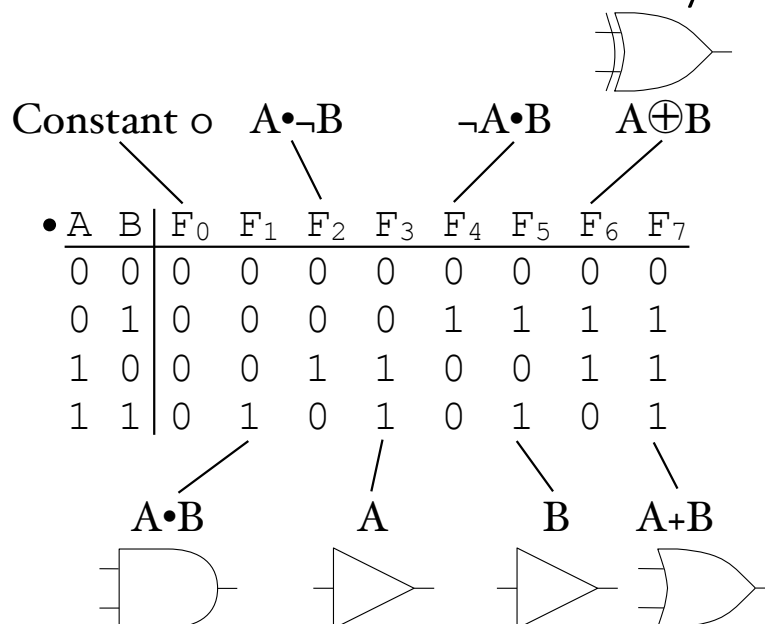 Constant 0 A•¬B ¬A•B A⊕B
• A B F₀ F₁ F₂ F₃ F₄ F₅ F₆ F₇
0 0 0 0 0 0 0 0 0 0
0 1 0 0 0 0 1 1 1 1
1 0 0 0 1 1 0 0 1 1
1 1 0 1 0 1 0 1 0 1
A•B A B A+B